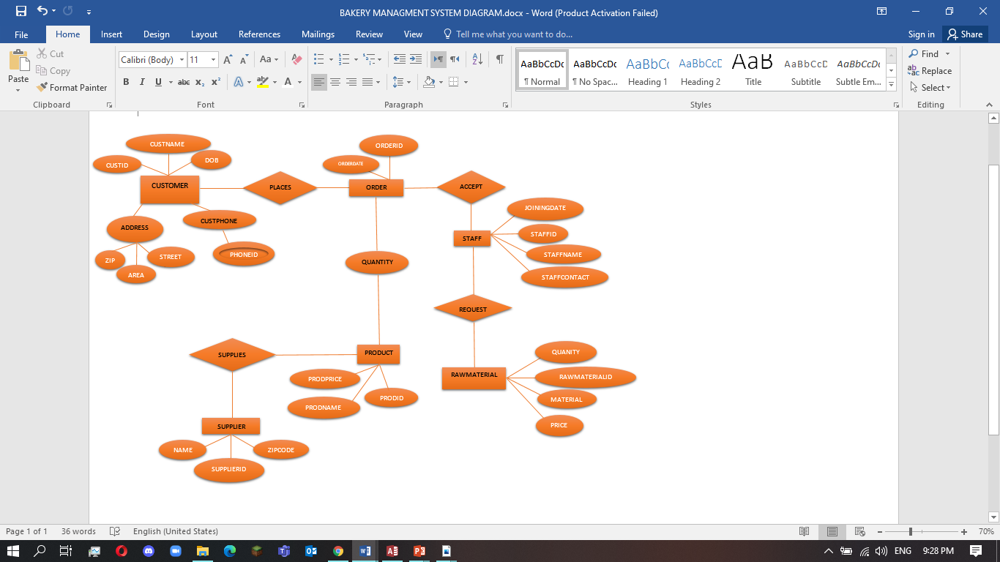 BAKERY MANAGMENT SYSTEM DIAGRAM.docx - Word (Product Activation Failed)
File Home Insert Design Layout References Mailings Review View Tell me what you want to do... Sign in Share
Paste
Cut
Copy
Format Painter
Clipboard
Calibri (Body) 11
Aa
B I U abc x₂ x² A A
Font
Paragraph
AaBbCcDc
¶ Normal
AaBbCcDc
¶ No Spac...
AaBbCc
Heading 1
AaBbCcD
Heading 2
AaB
Title
AaBbCcD
Subtitle
AaBbCcDc
Subtle Em...
Styles
Find
Replace
Select
Editing
CUSTNAME
CUSTID
DOB
CUSTOMER
PLACES
ORDERID
ORDERDATE
ORDER
ACCEPT
ADDRESS
CUSTPHONE
ZIP
STREET
AREA
PHONEID
JOININGDATE
STAFF
STAFFID
STAFFNAME
STAFFCONTACT
QUANTITY
REQUEST
SUPPLIES
PRODUCT
PRODPRICE
PRODNAME
PRODID
RAWMATERIAL
QUANITY
RAWMATERIALID
MATERIAL
PRICE
SUPPLIER
NAME
ZIPCODE
SUPPLIERID
Page 1 of 1 36 words English (United States) 70%
ENG 9:28 PM